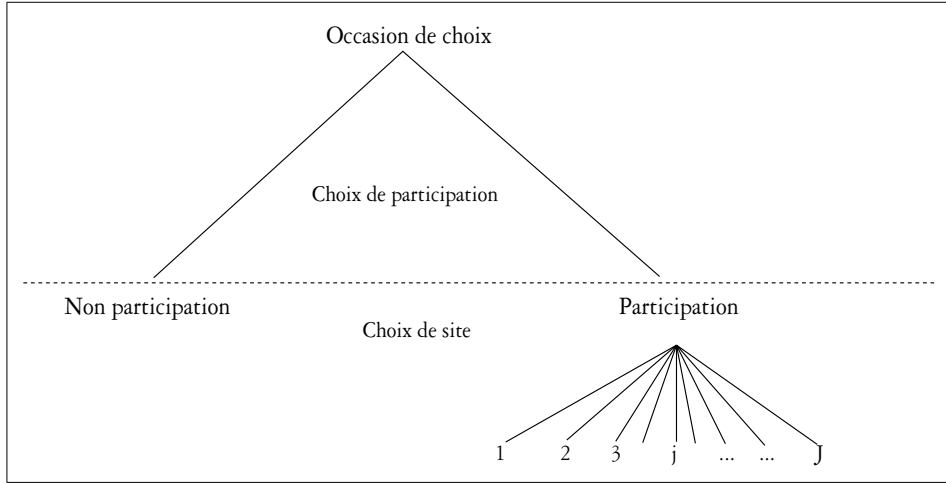 Occasion de choix
Choix de participation
Non participation
Participation
Choix de site
1 2 3 j ... ... J